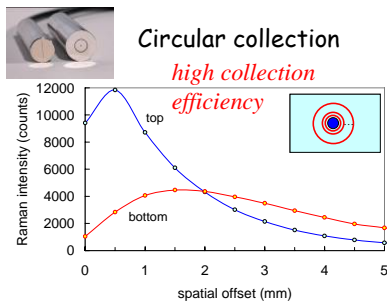 Circular collection
high collection
efficiency
12000
10000
8000
6000
4000
2000
0
Raman intensity (counts)
top
bottom
0 1 2 3 4 5
spatial offset (mm)